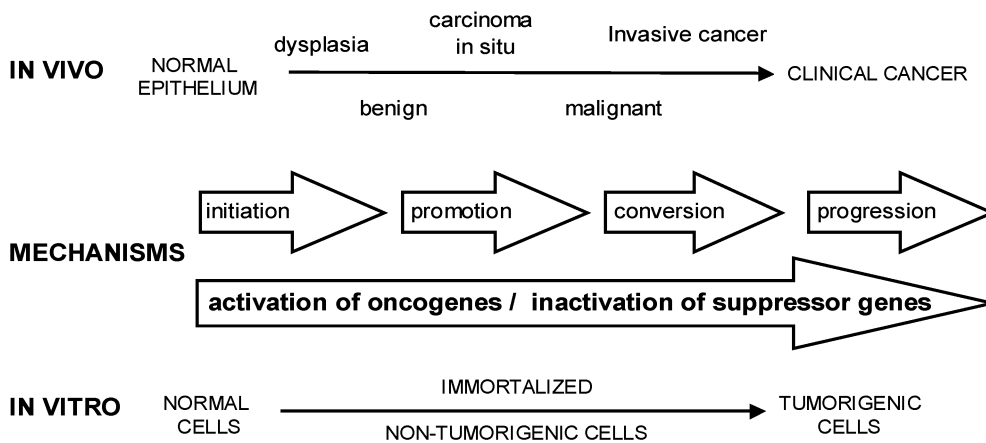 dysplasia
carcinoma
in situ
Invasive cancer
IN VIVO
NORMAL
EPITHELIUM
CLINICAL CANCER
benign
malignant
initiation
promotion
conversion
progression
MECHANISMS
activation of oncogenes / inactivation of suppressor genes
IN VITRO
NORMAL
CELLS
IMMORTALIZED
NON-TUMORIGENIC CELLS
TUMORIGENIC
CELLS